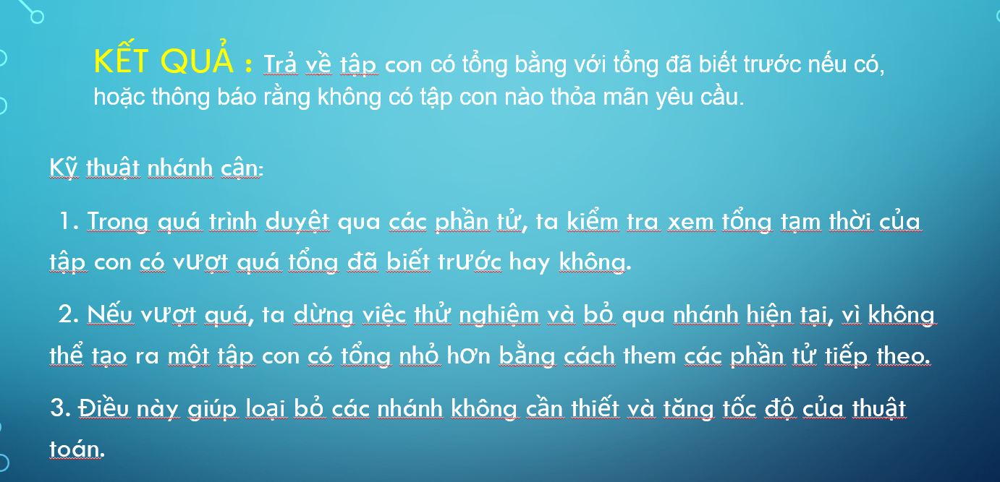 KẾT QUẢ : Trả về tập con có tổng bằng với tổng đã biết trước nếu có,
hoặc thông báo rằng không có tập con nào thỏa mãn yêu cầu.
Kỹ thuật nhánh cận:
1. Trong quá trình duyệt qua các phần tử, ta kiểm tra xem tổng tạm thời của
tập con có vượt quá tổng đã biết trước hay không.
2. Nếu vượt quá, ta dừng việc thử nghiệm và bỏ qua nhánh hiện tại, vì không
thể tạo ra một tập con có tổng nhỏ hơn bằng cách them các phần tử tiếp theo.
3. Điều này giúp loại bỏ các nhánh không cần thiết và tăng tốc độ của thuật
toán.